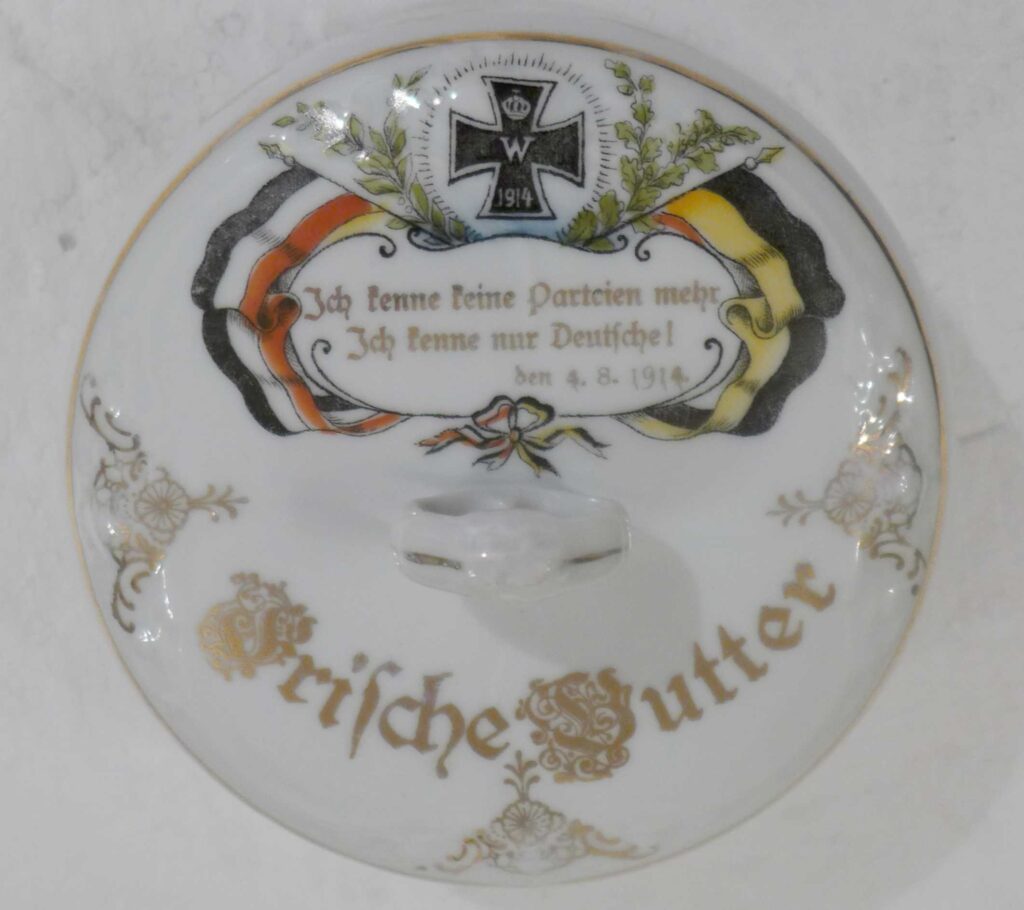 W
1914
Ich kenne keine Parteien mehr
Ich kenne nur Deutsche!
den 4. 8. 1914.
Frische Butter